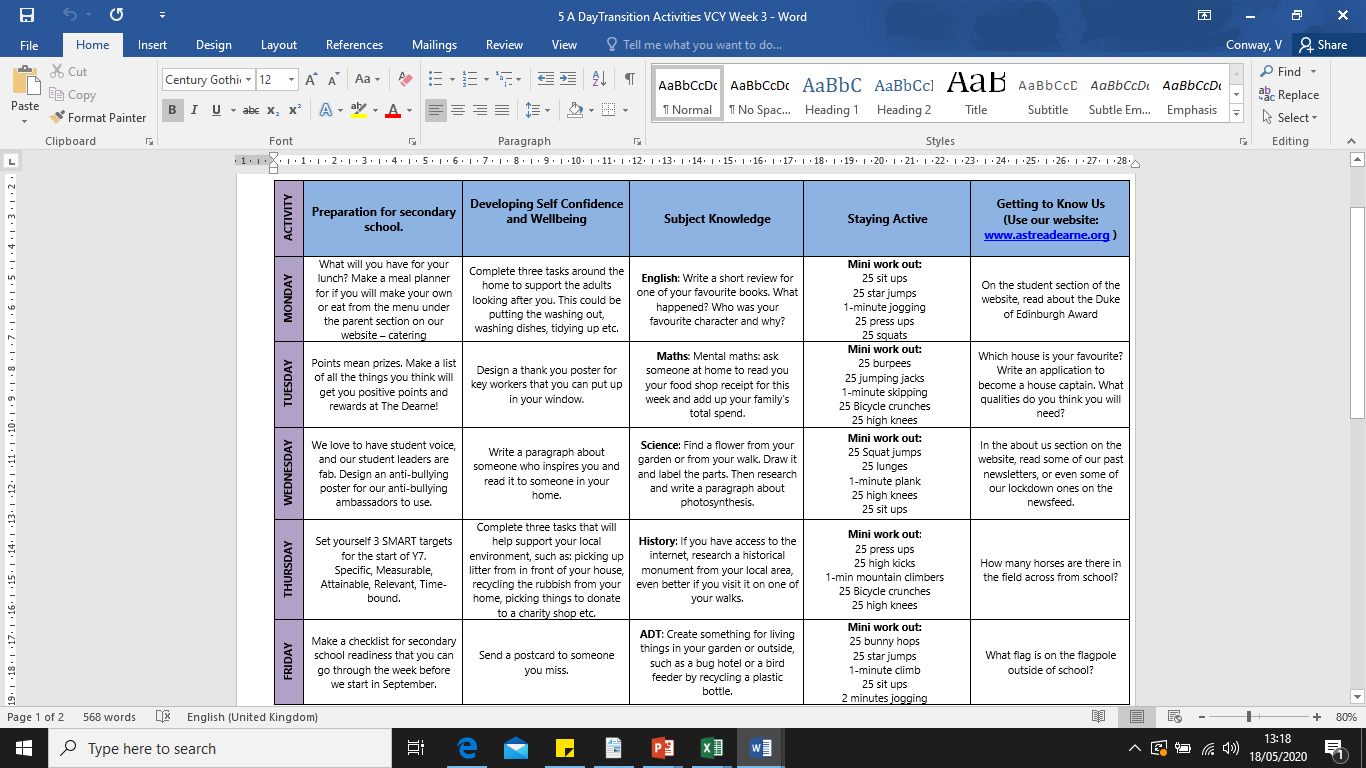 5 A DayTransition Activities VCY Week 3 - Word
Conway, V
Share
File
Home
Insert
Design
Layout
References
Mailings
Review
View
Tell me what you want to do...
Paste
Cut
Copy
Format Painter
Clipboard
Century Gothic
12
Font
Paragraph
AaBbCcDc
¶ Normal
AaBbCcDc
¶ No Spac...
AaBbC
Heading 1
AaBbCcI
Heading 2
AaB
Title
AaBbCcD
Subtitle
AaBbCcDt
Subtle Em...
AaBbCcDt
Emphasis
Styles
Find
Replace
Select
Editing
ACTIVITY
Preparation for secondary
school.
Developing Self Confidence
and Wellbeing
Subject Knowledge
Staying Active
Getting to Know Us
(Use our website:
www.astreadearne.org )
MONDAY
What will you have for your
lunch? Make a meal planner
for if you will make your own
or eat from the menu under
the parent section on our
website – catering
Complete three tasks around the
home to support the adults
looking after you. This could be
putting the washing out,
washing dishes, tidying up etc.
English: Write a short review for
one of your favourite books. What
happened? Who was your
favourite character and why?
Mini work out:
25 sit ups
25 star jumps
1-minute jogging
25 press ups
25 squats
On the student section of the
website, read about the Duke
of Edinburgh Award
TUESDAY
Points mean prizes. Make a list
of all the things you think will
get you positive points and
rewards at The Dearne!
Design a thank you poster for
key workers that you can put up
in your window.
Maths: Mental maths: ask
someone at home to read you
your food shop receipt for this
week and add up your family's
total spend.
Mini work out:
25 burpees
25 jumping jacks
1-minute skipping
25 Bicycle crunches
25 high knees
Which house is your favourite?
Write an application to
become a house captain. What
qualities do you think you will
need?
WEDNESDAY
We love to have student voice,
and our student leaders are
fab. Design an anti-bullying
poster for our anti-bullying
ambassadors to use.
Write a paragraph about
someone who inspires you and
read it to someone in your
home.
Science: Find a flower from your
garden or from your walk. Draw it
and label the parts. Then research
and write a paragraph about
photosynthesis.
Mini work out:
25 Squat jumps
25 lunges
1-minute plank
25 high knees
25 sit ups
In the about us section on the
website, read some of our past
newsletters, or even some of
our lockdown ones on the
newsfeed.
THURSDAY
Set yourself 3 SMART targets
for the start of Y7.
Specific, Measurable,
Attainable, Relevant, Time-
bound.
Complete three tasks that will
help support your local
environment, such as: picking up
litter from in front of your house,
recycling the rubbish from your
home, picking things to donate
to a charity shop etc.
History: If you have access to the
internet, research a historical
monument from your local area,
even better if you visit it on one of
your walks.
Mini work out:
25 press ups
25 high kicks
1-min mountain climbers
25 Bicycle crunches
25 high knees
How many horses are there in
the field across from school?
FRIDAY
Make a checklist for secondary
school readiness that you can
go through the week before
we start in September.
Send a postcard to someone
you miss.
ADT: Create something for living
things in your garden or outside,
such as a bug hotel or a bird
feeder by recycling a plastic
bottle.
Mini work out:
25 bunny hops
25 star jumps
1-minute climb
25 sit ups
2 minutes jogging
What flag is on the flagpole
outside of school?
Page 1 of 2
568 words
English (United Kingdom)
80%
Type here to search
13:18
18/05/2020